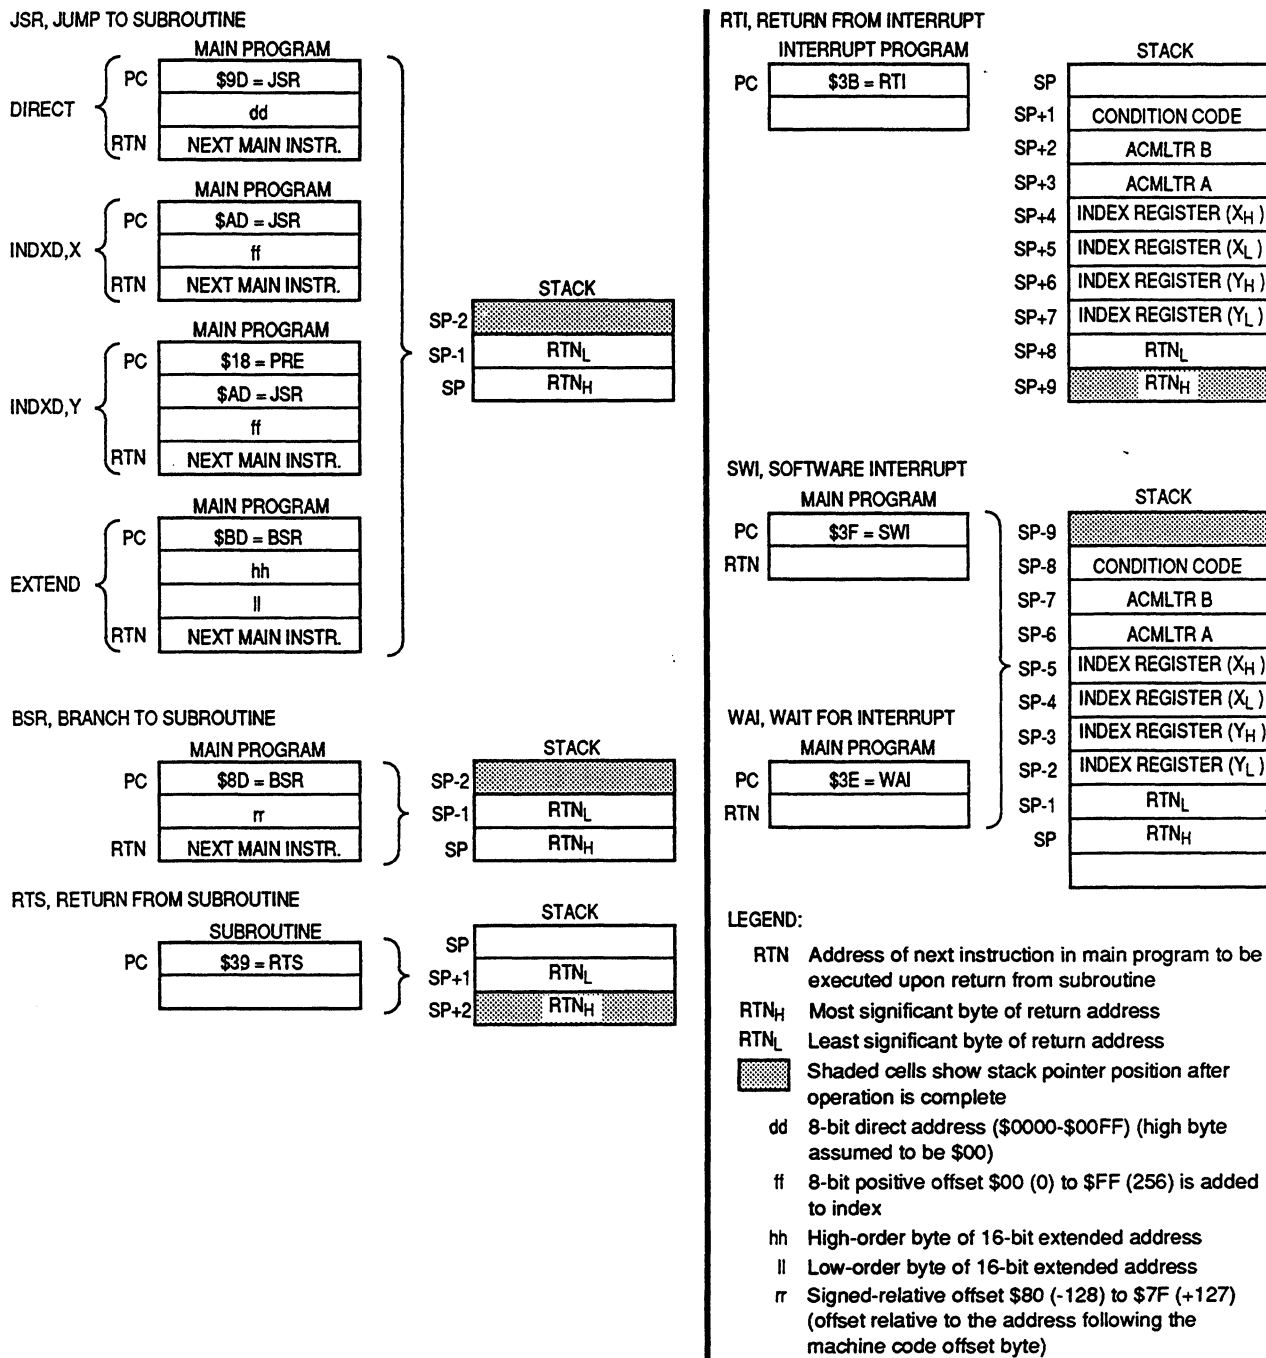 JSR, JUMP TO SUBROUTINE
MAIN PROGRAM
PC $9D = JSR
DIRECT dd
RTN NEXT MAIN INSTR.
MAIN PROGRAM
PC $AD = JSR
INDXD,X ff
RTN NEXT MAIN INSTR.
MAIN PROGRAM
PC $18 = PRE
$AD = JSR
INDXD,Y ff
RTN NEXT MAIN INSTR.
MAIN PROGRAM
PC $BD = BSR
hh
EXTEND ll
RTN NEXT MAIN INSTR.
STACK
SP-2
SP-1 RTNL
SP RTNH
BSR, BRANCH TO SUBROUTINE
MAIN PROGRAM
PC $8D = BSR
rr
RTN NEXT MAIN INSTR.
STACK
SP-2
SP-1 RTNL
SP RTNH
RTS, RETURN FROM SUBROUTINE
SUBROUTINE
PC $39 = RTS
STACK
SP
SP+1 RTNL
SP+2 RTNH
RTI, RETURN FROM INTERRUPT
INTERRUPT PROGRAM
PC $3B = RTI
STACK
SP
SP+1 CONDITION CODE
SP+2 ACMLTR B
SP+3 ACMLTR A
SP+4 INDEX REGISTER (XH)
SP+5 INDEX REGISTER (XL)
SP+6 INDEX REGISTER (YH)
SP+7 INDEX REGISTER (YL)
SP+8 RTNL
SP+9 RTNH
SWI, SOFTWARE INTERRUPT
MAIN PROGRAM
PC $3F = SWI
RTN
WAI, WAIT FOR INTERRUPT
MAIN PROGRAM
PC $3E = WAI
RTN
STACK
SP-9
SP-8 CONDITION CODE
SP-7 ACMLTR B
SP-6 ACMLTR A
SP-5 INDEX REGISTER (XH)
SP-4 INDEX REGISTER (XL)
SP-3 INDEX REGISTER (YH)
SP-2 INDEX REGISTER (YL)
SP-1 RTNL
SP RTNH
LEGEND:
RTN Address of next instruction in main program to be
executed upon return from subroutine
RTNH Most significant byte of return address
RTNL Least significant byte of return address
Shaded cells show stack pointer position after
operation is complete
dd 8-bit direct address ($0000-$00FF) (high byte
assumed to be $00)
ff 8-bit positive offset $00 (0) to $FF (256) is added
to index
hh High-order byte of 16-bit extended address
ll Low-order byte of 16-bit extended address
rr Signed-relative offset $80 (-128) to $7F (+127)
(offset relative to the address following the
machine code offset byte)